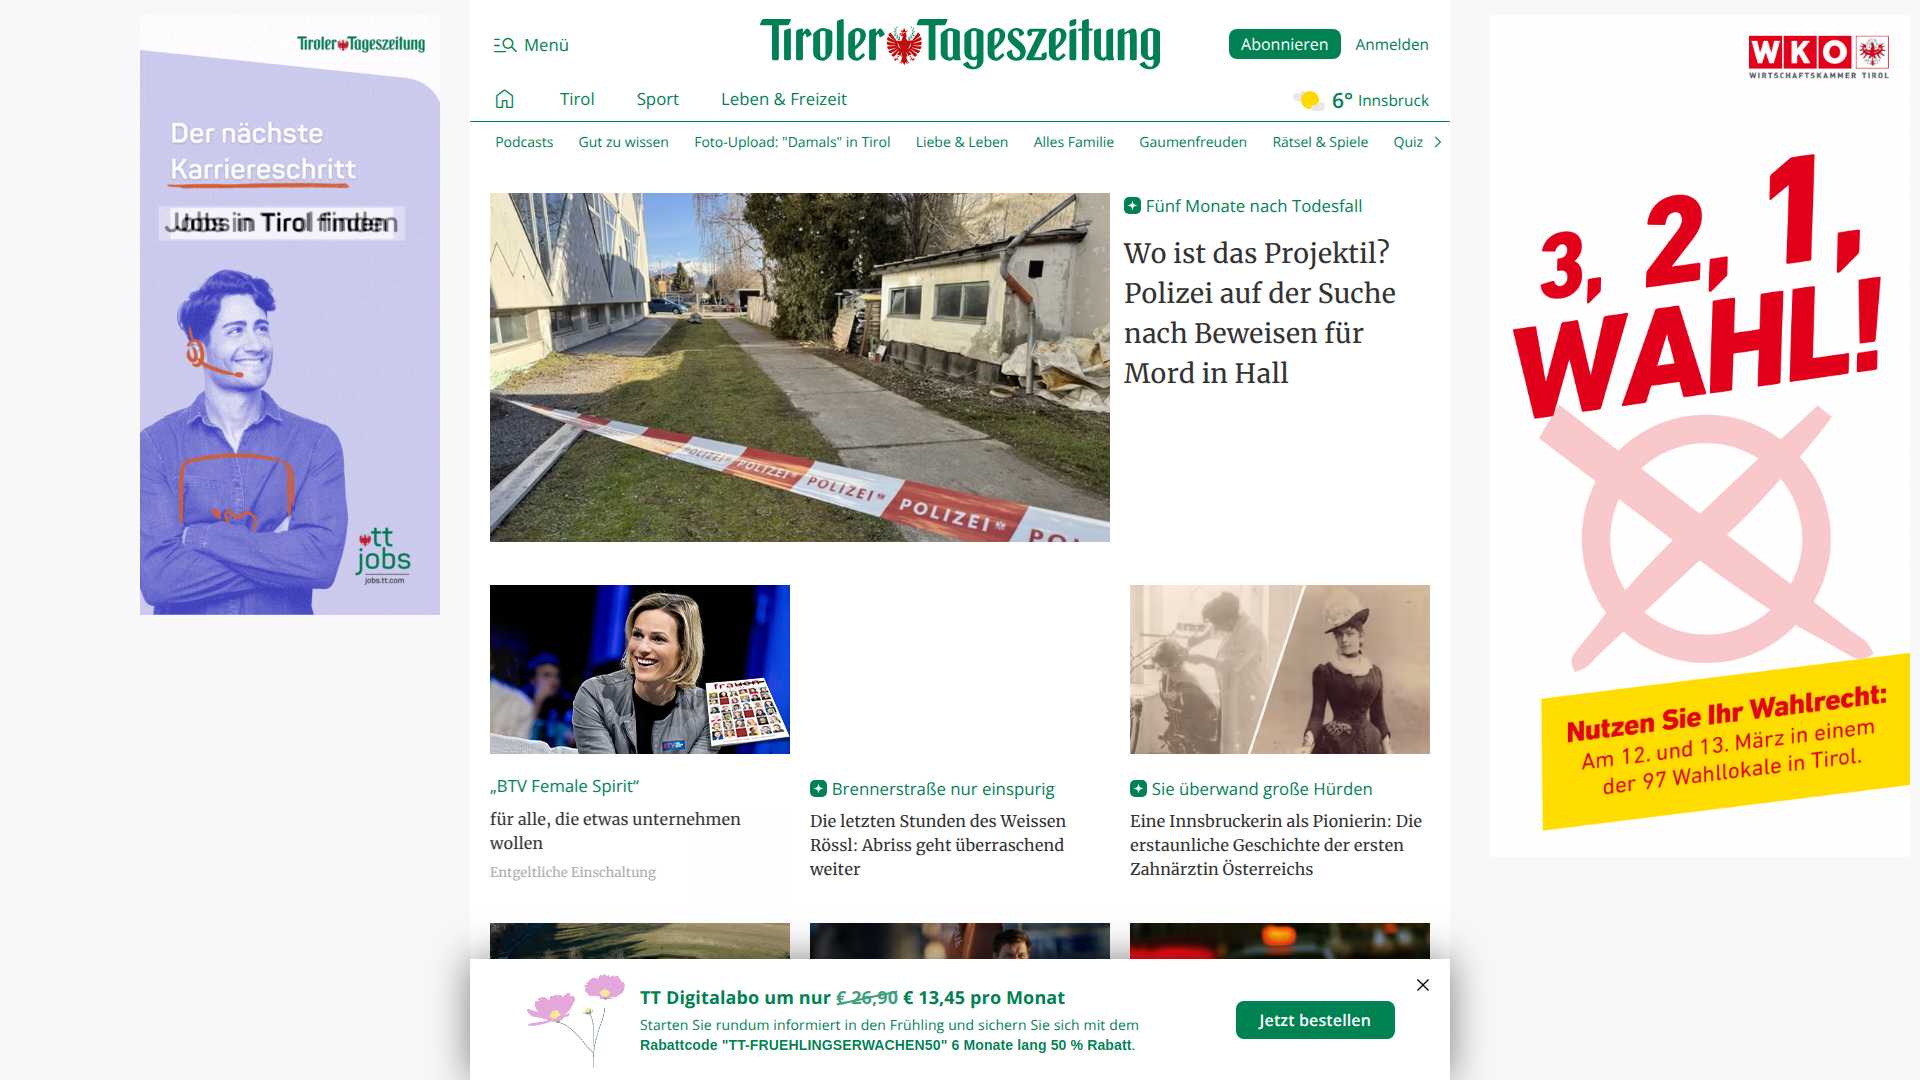 Tiroler Tageszeitung
Der nächste
Karriereschritt
Jobs in Tirol finden
tt
jobs
jobs.tt.com
Menü
Tiroler Tageszeitung
Abonnieren
Anmelden
Tirol
Sport
Leben & Freizeit
6° Innsbruck
Podcasts
Gut zu wissen
Foto-Upload: "Damals" in Tirol
Liebe & Leben
Alles Familie
Gaumenfreuden
Rätsel & Spiele
Quiz
POLIZEI
POLIZEI
POLIZEI
POLIZEI
Fünf Monate nach Todesfall
Wo ist das Projektil?
Polizei auf der Suche
nach Beweisen für
Mord in Hall
frauen
„BTV Female Spirit“
für alle, die etwas unternehmen
wollen
Entgeltliche Einschaltung
Brennerstraße nur einspurig
Die letzten Stunden des Weissen
Rössl: Abriss geht überraschend
weiter
Sie überwand große Hürden
Eine Innsbruckerin als Pionierin: Die
erstaunliche Geschichte der ersten
Zahnärztin Österreichs
TT Digitalabo um nur € 26,90 € 13,45 pro Monat
Starten Sie rundum informiert in den Frühling und sichern Sie sich mit dem
Rabattcode "TT-FRUEHLINGSERWACHEN50" 6 Monate lang 50 % Rabatt.
Jetzt bestellen
WKO
WIRTSCHAFTSKAMMER TIROL
3, 2, 1,
WAHL!
Nutzen Sie Ihr Wahlrecht:
Am 12. und 13. März in einem
der 97 Wahllokale in Tirol.